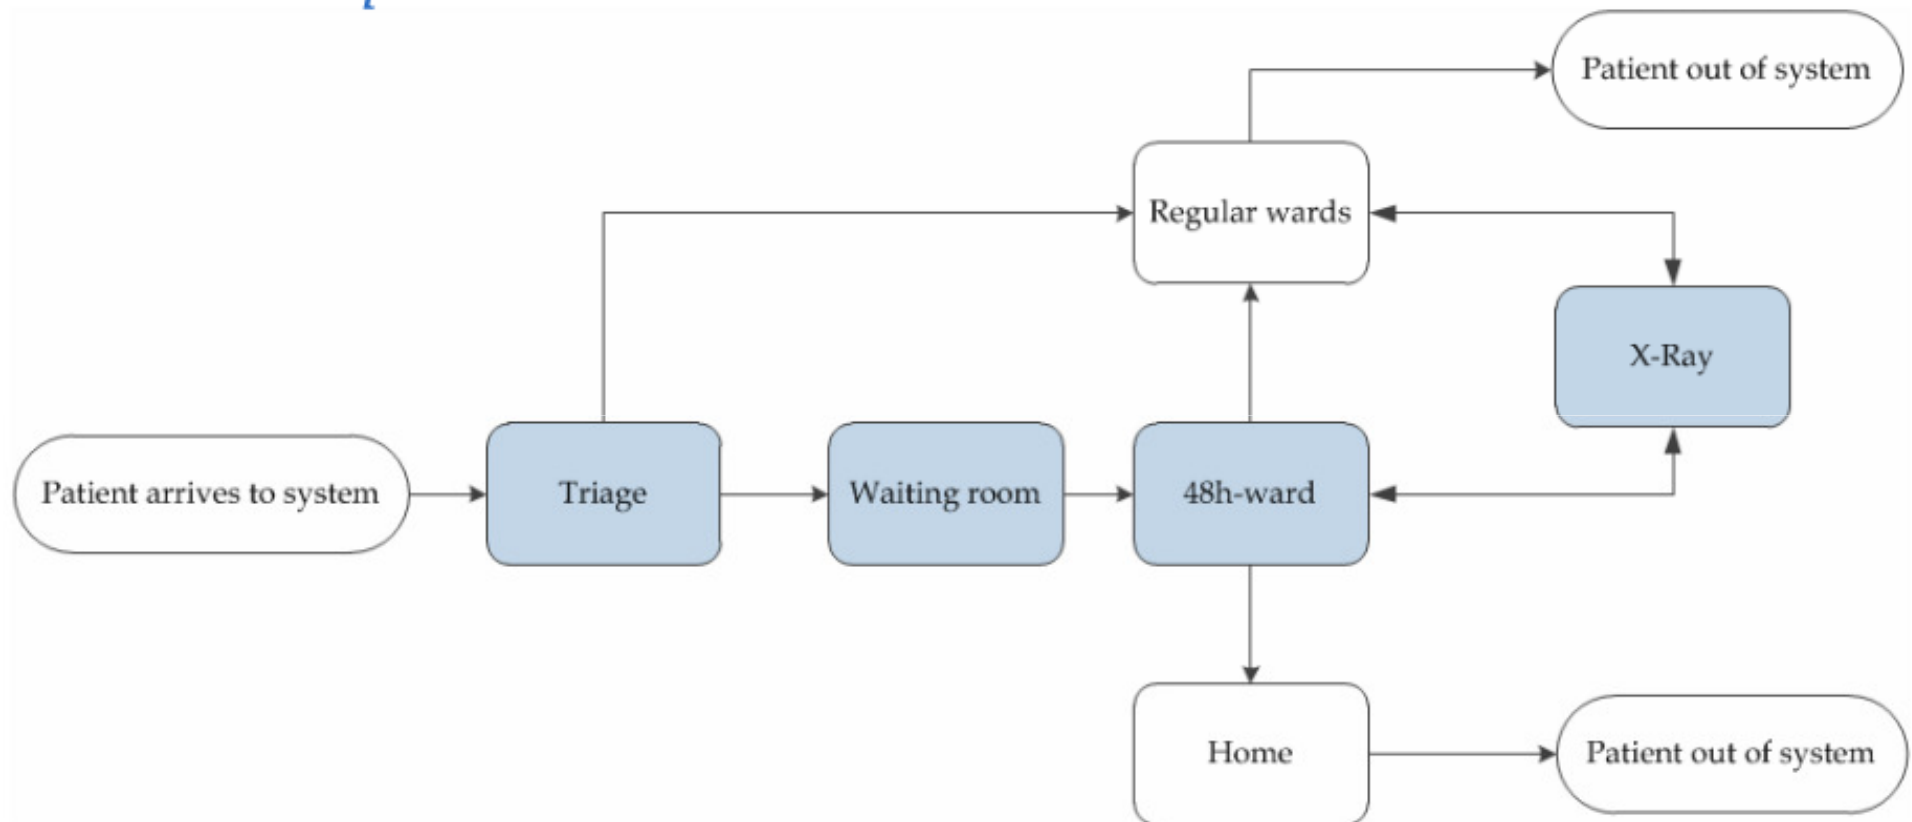 Patient out of system
Regular wards
X-Ray
Patient arrives to system
Triage
Waiting room
48h-ward
Home
Patient out of system